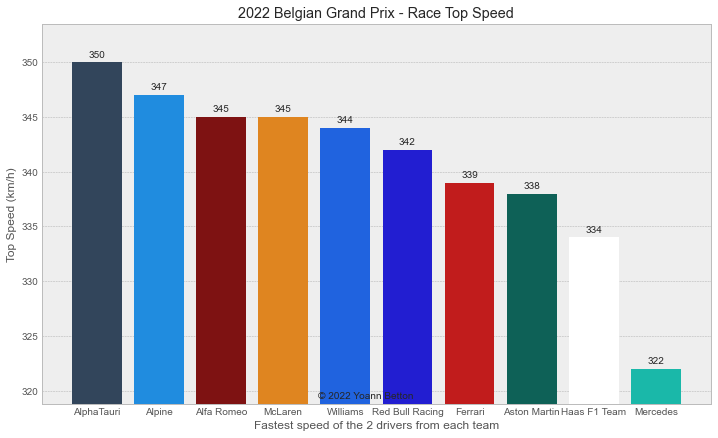 2022 Belgian Grand Prix - Race Top Speed
350
347
345
345
344
342
339
338
334
322
Top Speed (km/h)
350
345
340
335
330
325
320
© 2022 Yoann
AlphaTauri
Alpine
Alfa Romeo
McLaren
Williams
Red Bull Racing
Ferrari
Aston Martin
Haas F1 Team
Mercedes
Fastest speed of the 2 drivers from each team